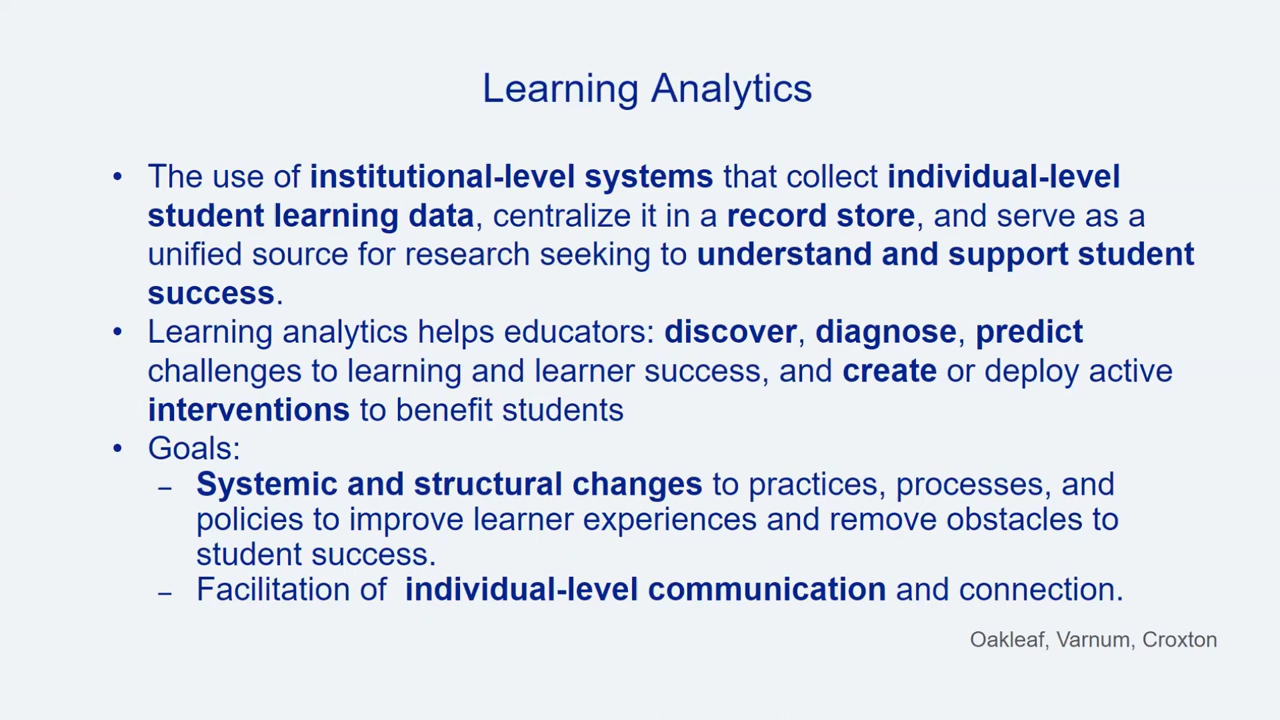 Learning Analytics
• The use of institutional-level systems that collect individual-level
student learning data, centralize it in a record store, and serve as a
unified source for research seeking to understand and support student
success.
• Learning analytics helps educators: discover, diagnose, predict
challenges to learning and learner success, and create or deploy active
interventions to benefit students
• Goals:
– Systemic and structural changes to practices, processes, and
policies to improve learner experiences and remove obstacles to
student success.
– Facilitation of  individual-level communication and connection.
Oakleaf, Varnum, Croxton